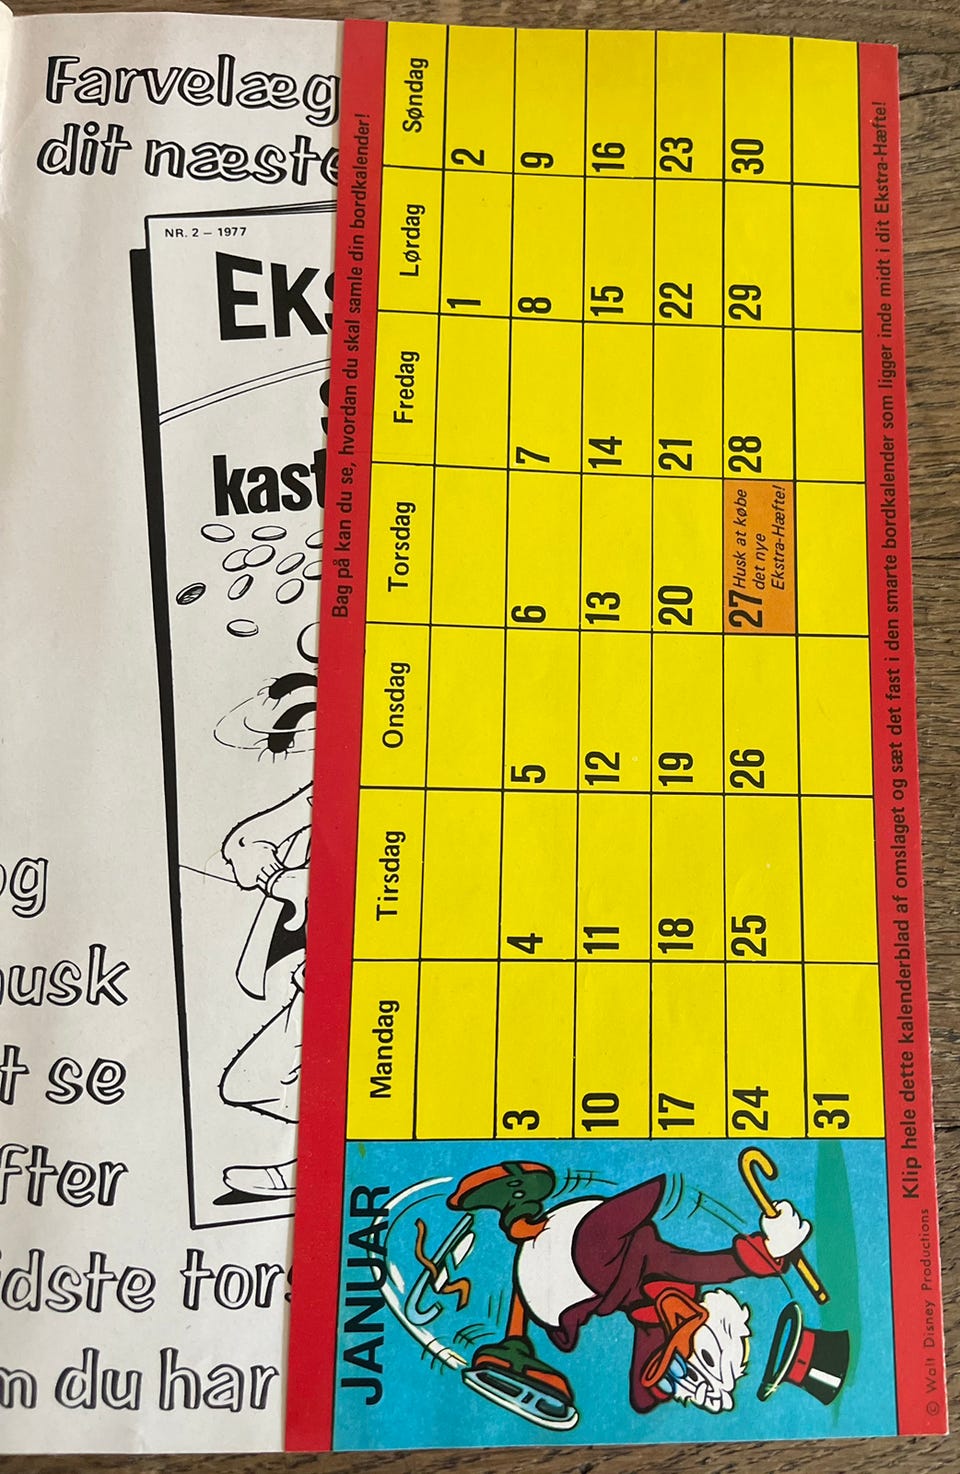 Farvelæg
dit næste
NR. 2 – 1977
EKS
kast
og
husk
t se
fter
idste tors
m du har
Bag på kan du se, hvordan du skal samle din bordkalender!
JANUAR
Mandag Tirsdag Onsdag Torsdag Fredag Lørdag Søndag
1 2
3 4 5 6 7 8 9
10 11 12 13 14 15 16
17 18 19 20 21 22 23
24 25 26 27 Husk at købe det nye Ekstra-Hæfte! 28 29 30
31
Klip hele dette kalenderblad af omslaget og sæt det fast i den smarte bordkalender som ligger inde midt i dit Ekstra-Hæfte!
© Walt Disney Productions